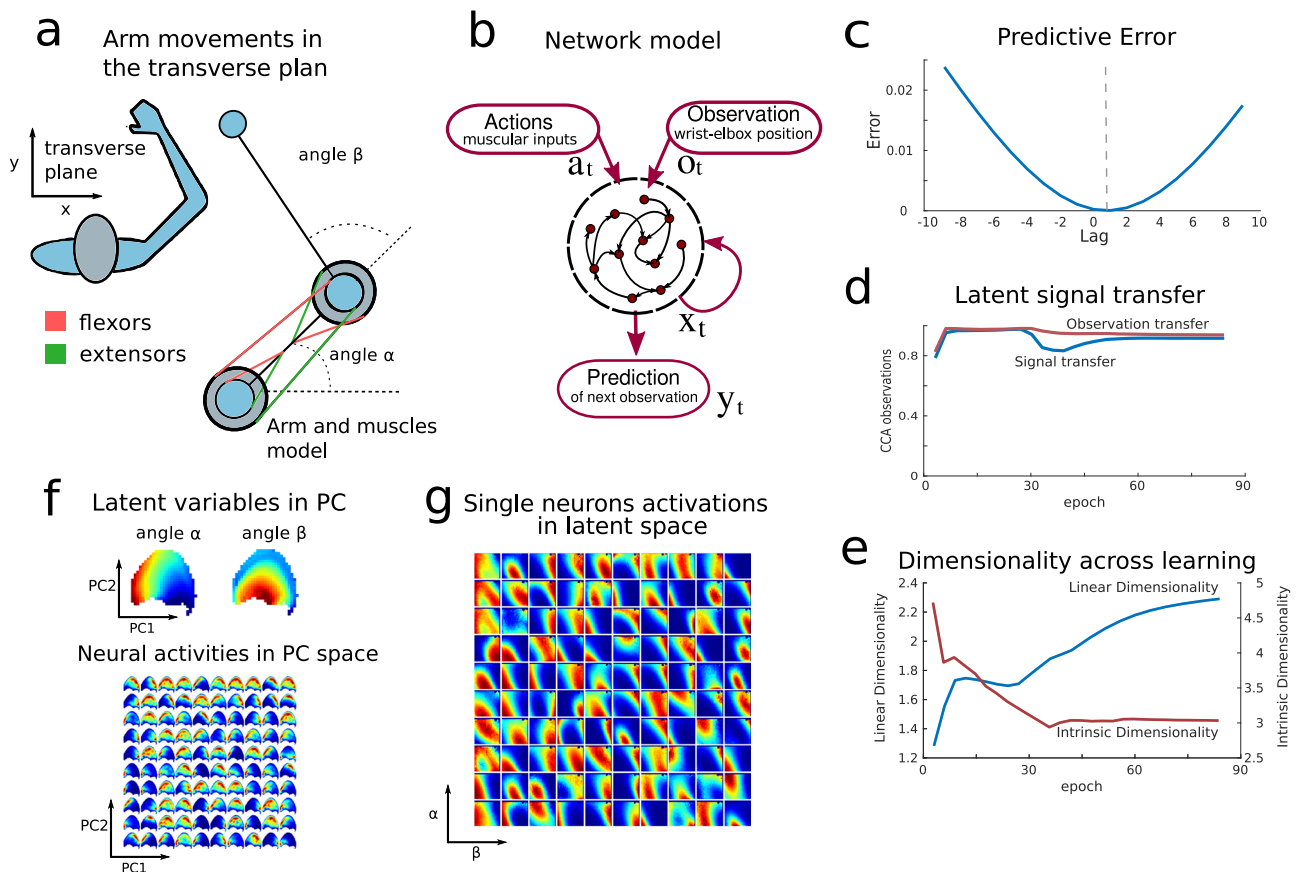 a
Arm movements in
the transverse plan
y
transverse
plane
x
angle β
flexors
extensors
angle α
Arm and muscles
model
b
Network model
Actions
muscular inputs
Observation
wrist-elbox position
a_t
o_t
x_t
Prediction
of next observation
y_t
c
Predictive Error
Error
0.02
0.01
0
-10 -8 -6 -4 -2 0 2 4 6 8 10
Lag
d
Latent signal transfer
Observation transfer
Signal transfer
CCA observations
0.8
0.4
0
0 30 60 90
epoch
e
Dimensionality across learning
Linear Dimensionality
Intrinsic Dimensionality
Linear Dimensionality
2.4
2.2
2
1.8
1.6
1.4
1.2
5
4.5
4
3.5
3
2.5
Intrinsic Dimensionality
0 30 60 90
epoch
f
Latent variables in PC
angle α
angle β
PC2
PC1
Neural activities in PC space
PC2
PC1
g
Single neurons activations
in latent space
α
β